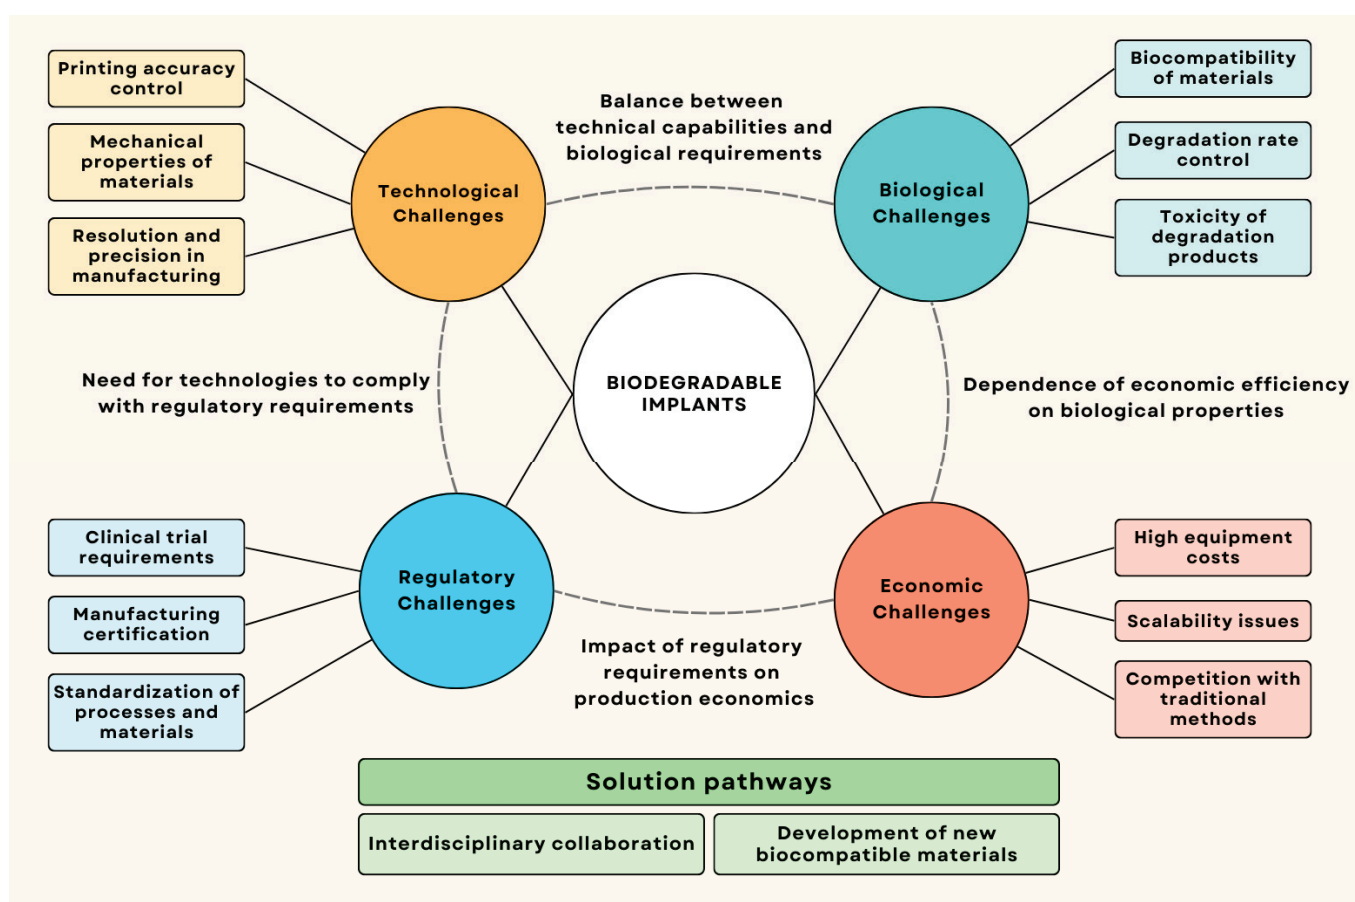 Printing accuracy
control
Mechanical
properties of
materials
Resolution and
precision in
manufacturing
Technological
Challenges
Balance between
technical capabilities and
biological requirements
Biological
Challenges
Biocompatibility
of materials
Degradation rate
control
Toxicity of
degradation
products
Need for technologies to comply
with regulatory requirements
BIODEGRADABLE
IMPLANTS
Dependence of economic efficiency
on biological properties
Clinical trial
requirements
Manufacturing
certification
Standardization of
processes and
materials
Regulatory
Challenges
Impact of regulatory
requirements on
production economics
Economic
Challenges
High equipment
costs
Scalability issues
Competition with
traditional
methods
Solution pathways
Interdisciplinary collaboration
Development of new
biocompatible materials